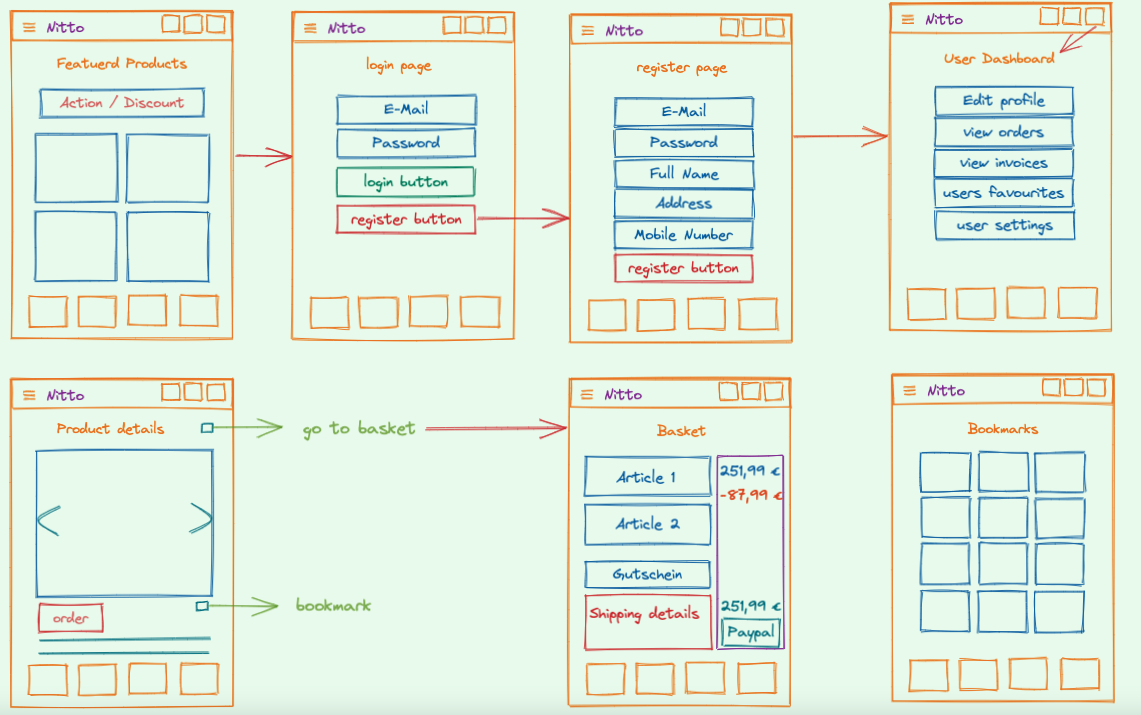 Nitto
Featuerd Products
Action / Discount
Nitto
login page
E-Mail
Password
login button
register button
Nitto
register page
E-Mail
Password
Full Name
Address
Mobile Number
register button
Nitto
User Dashboard
Edit profile
view orders
view invoices
users favourites
user settings
Nitto
Product details
go to basket
order
bookmark
Nitto
Basket
Article 1
251,99 €
-87,99 €
Article 2
Gutschein
Shipping details
251,99 €
Paypal
Nitto
Bookmarks